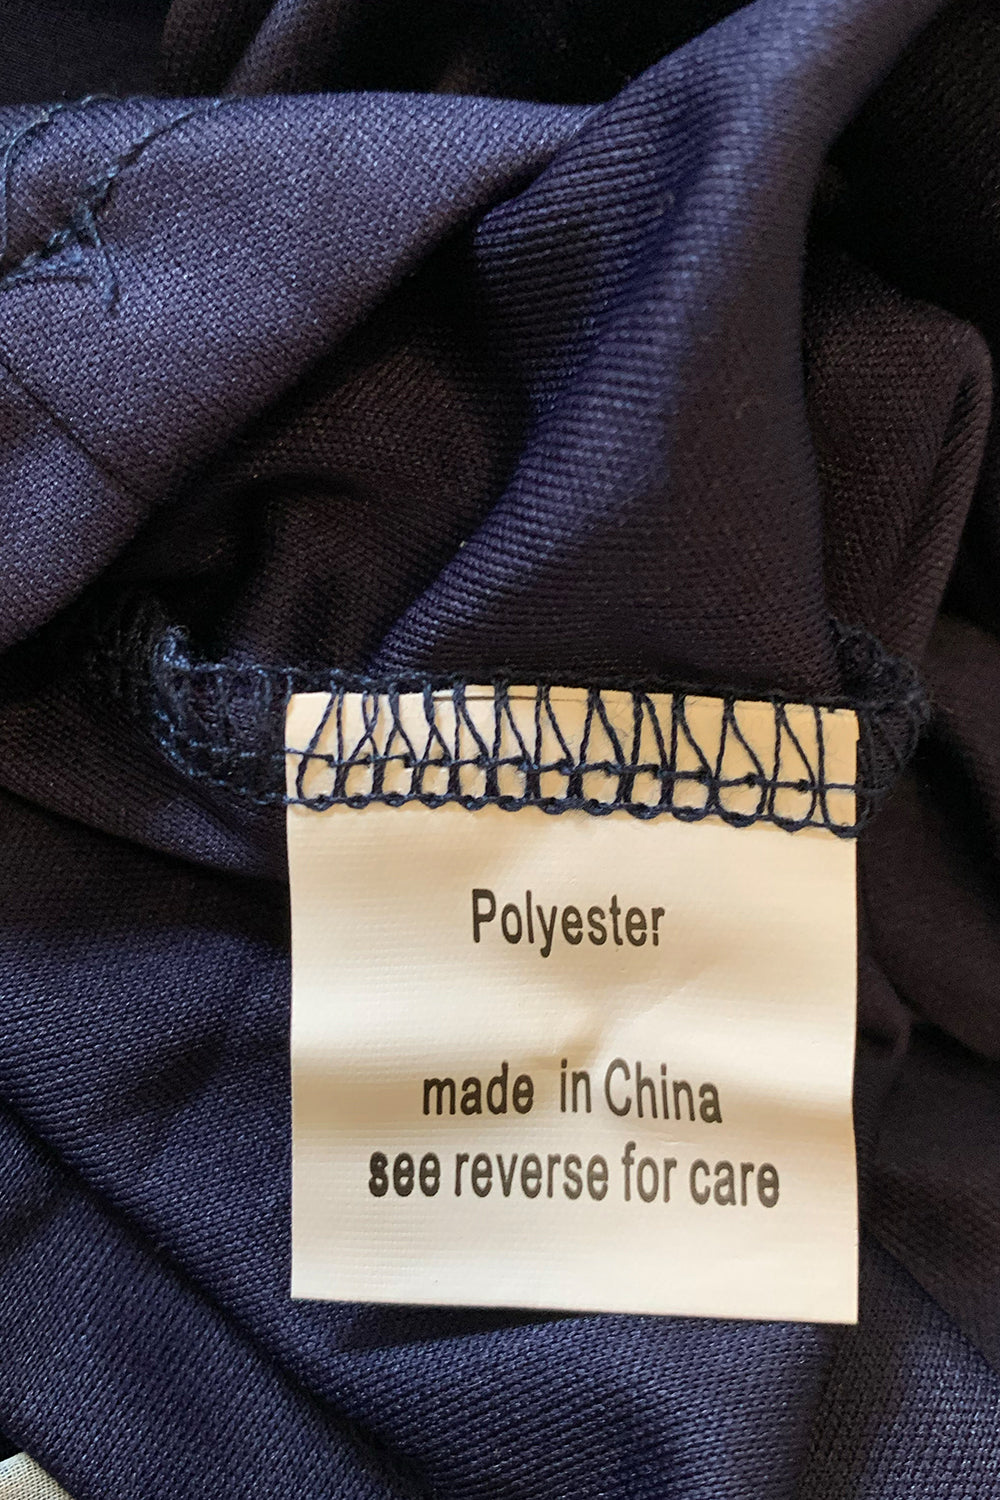 Polyester
made in China
see reverse for care